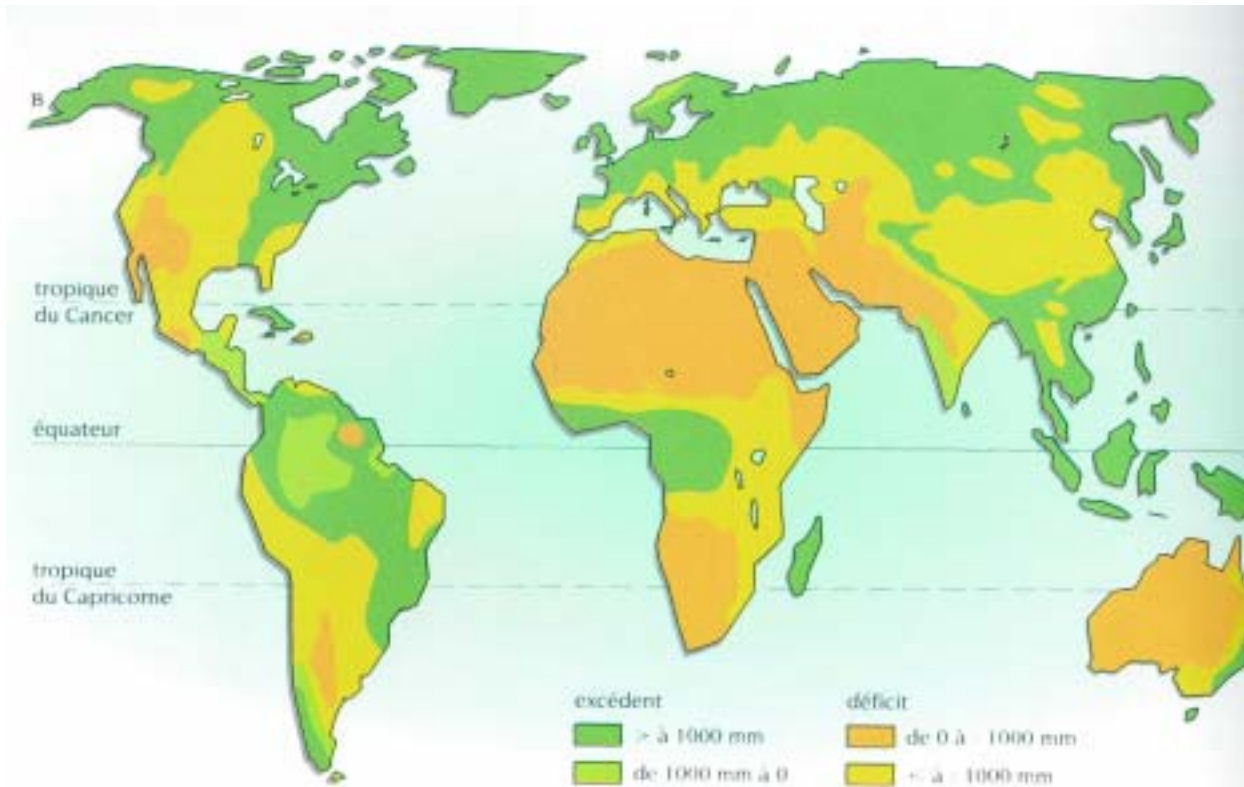 B
tropique
du Cancer
équateur
tropique
du Capricorne
excédent
> à 1000 mm
de 1000 mm à 0
déficit
de 0 à - 1000 mm
à - 1000 mm